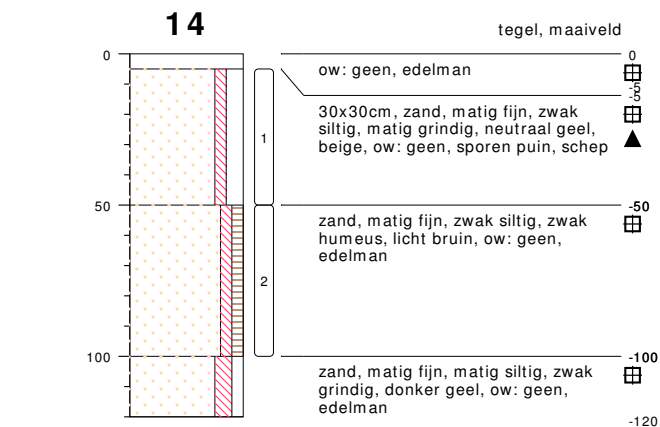 14
tegel, maaiveld
0
0
ow: geen, edelman
-5
-5
30x30cm, zand, matig fijn, zwak
siltig, matig grindig, neutraal geel,
beige, ow: geen, sporen puin, schep
1
50
-50
zand, matig fijn, zwak siltig, zwak
humeus, licht bruin, ow: geen,
edelman
2
100
-100
zand, matig fijn, matig siltig, zwak
grindig, donker geel, ow: geen,
edelman
-120